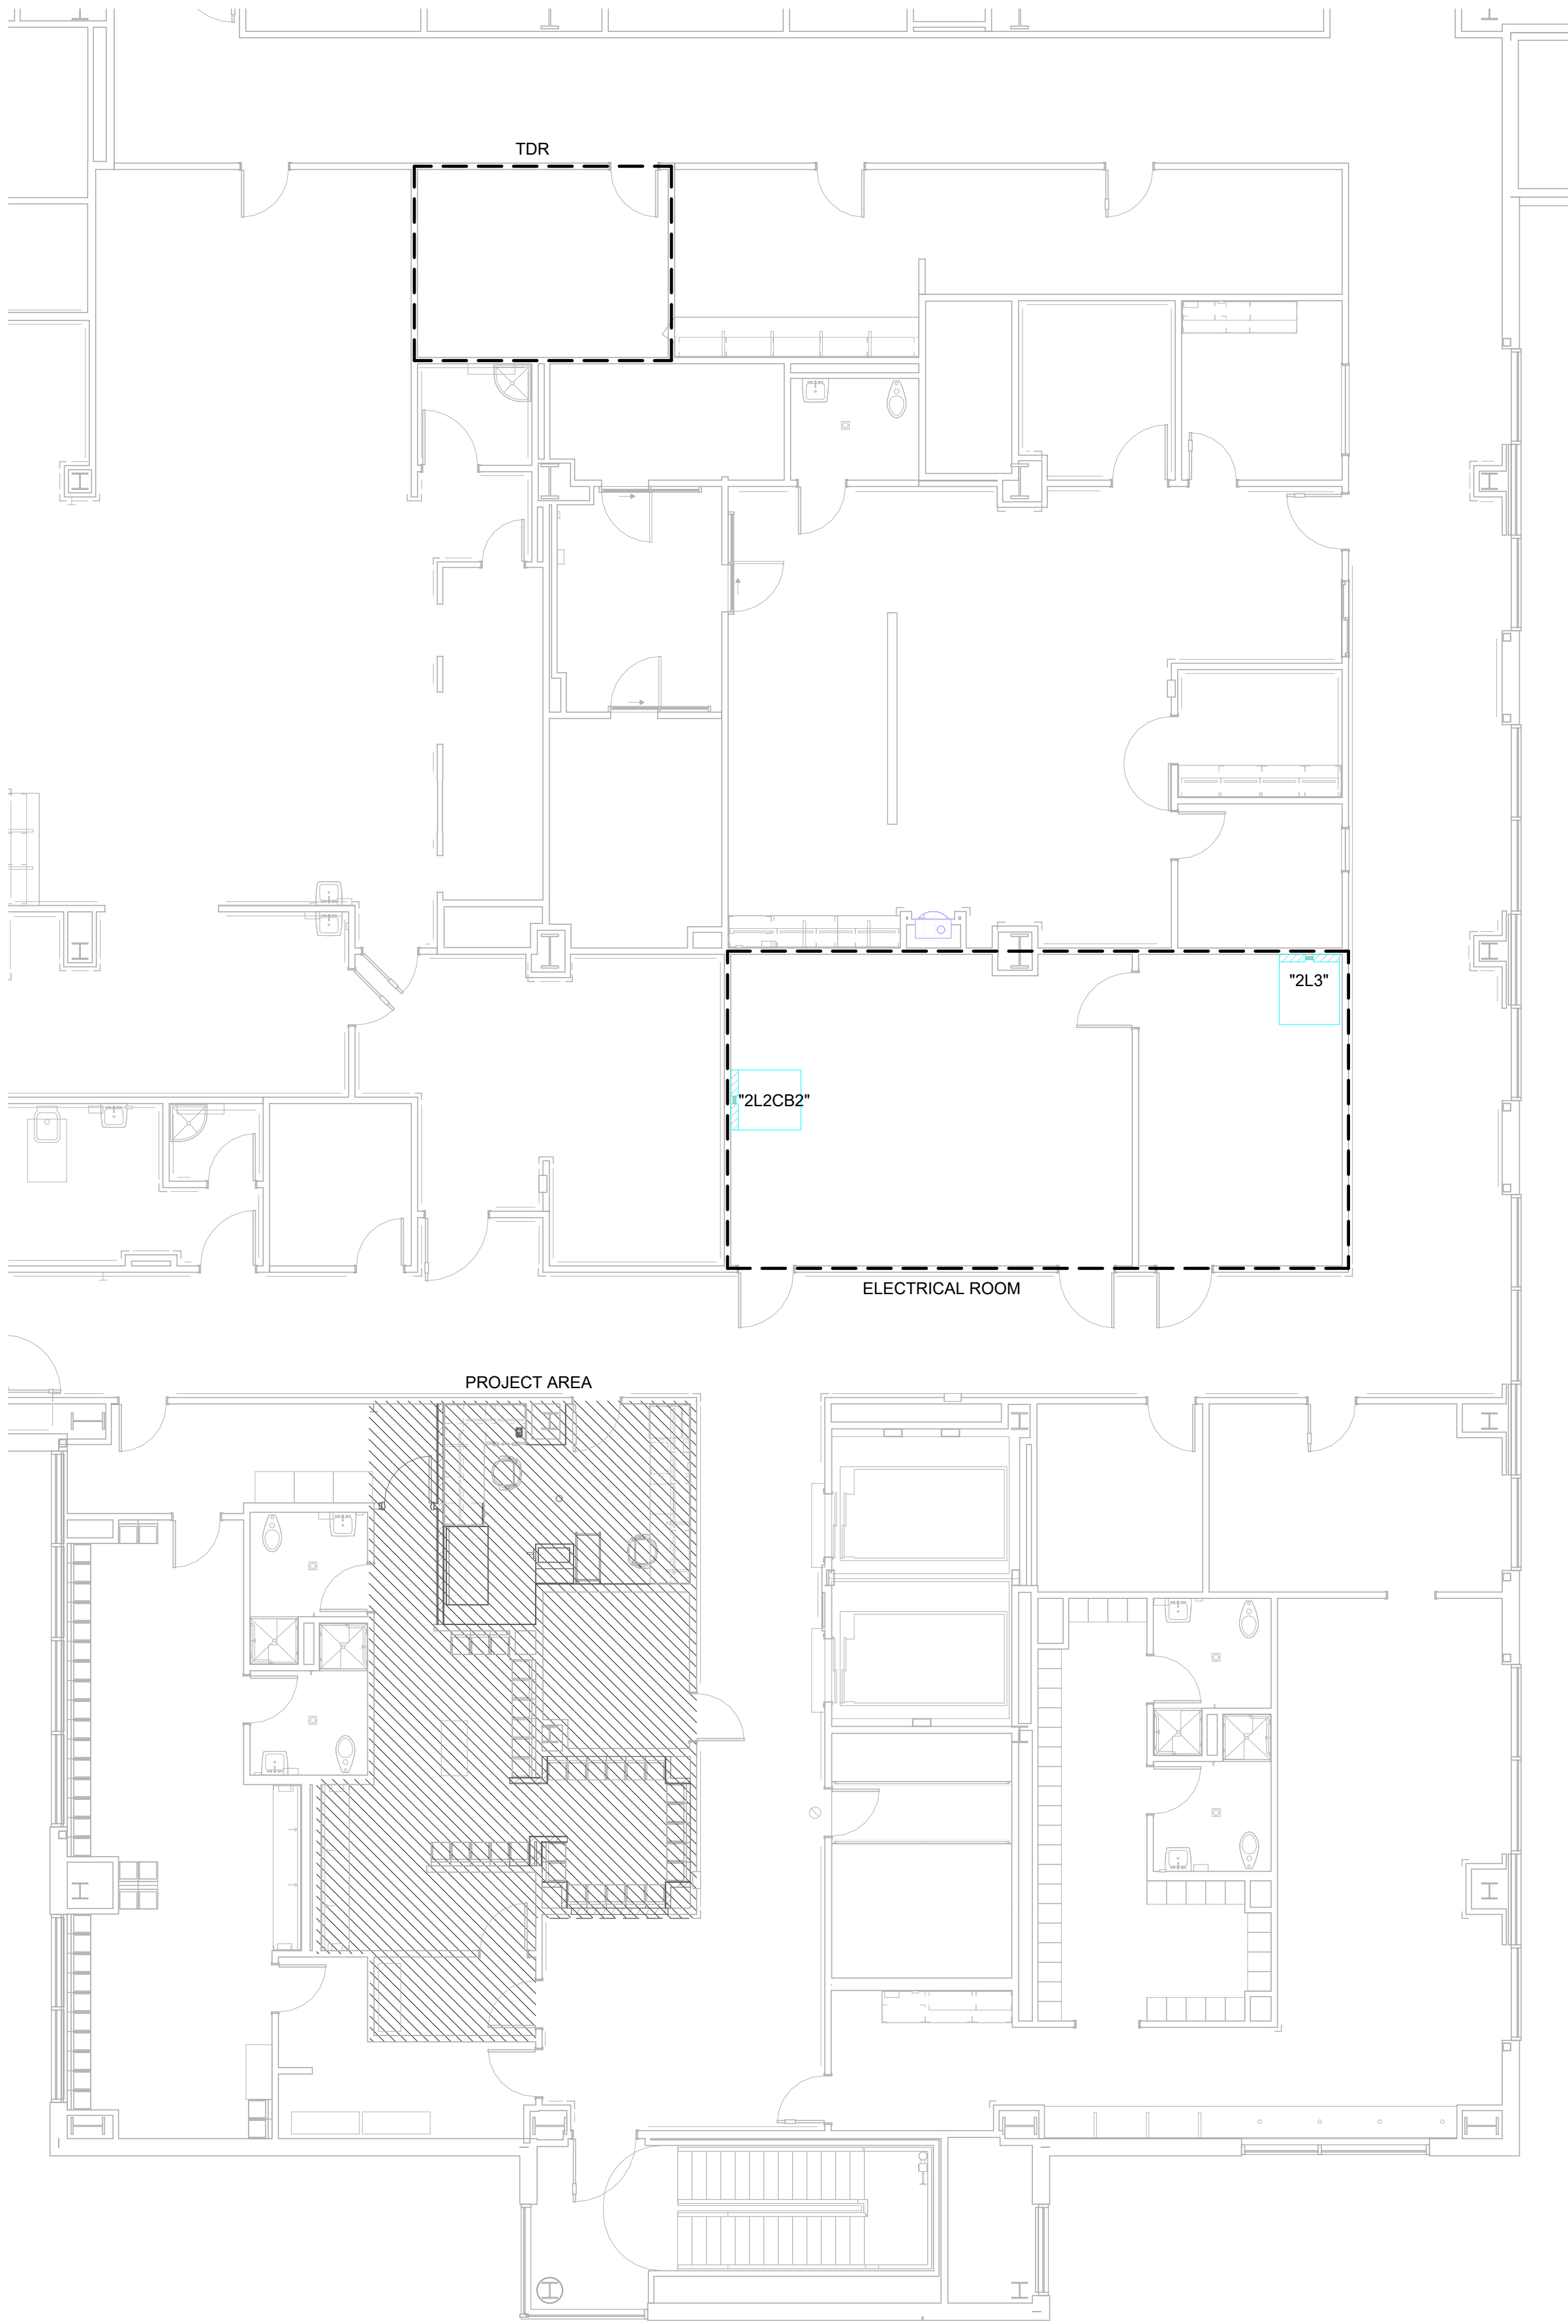 TDR
"2L3"
"2L2CB2"
ELECTRICAL ROOM
PROJECT AREA